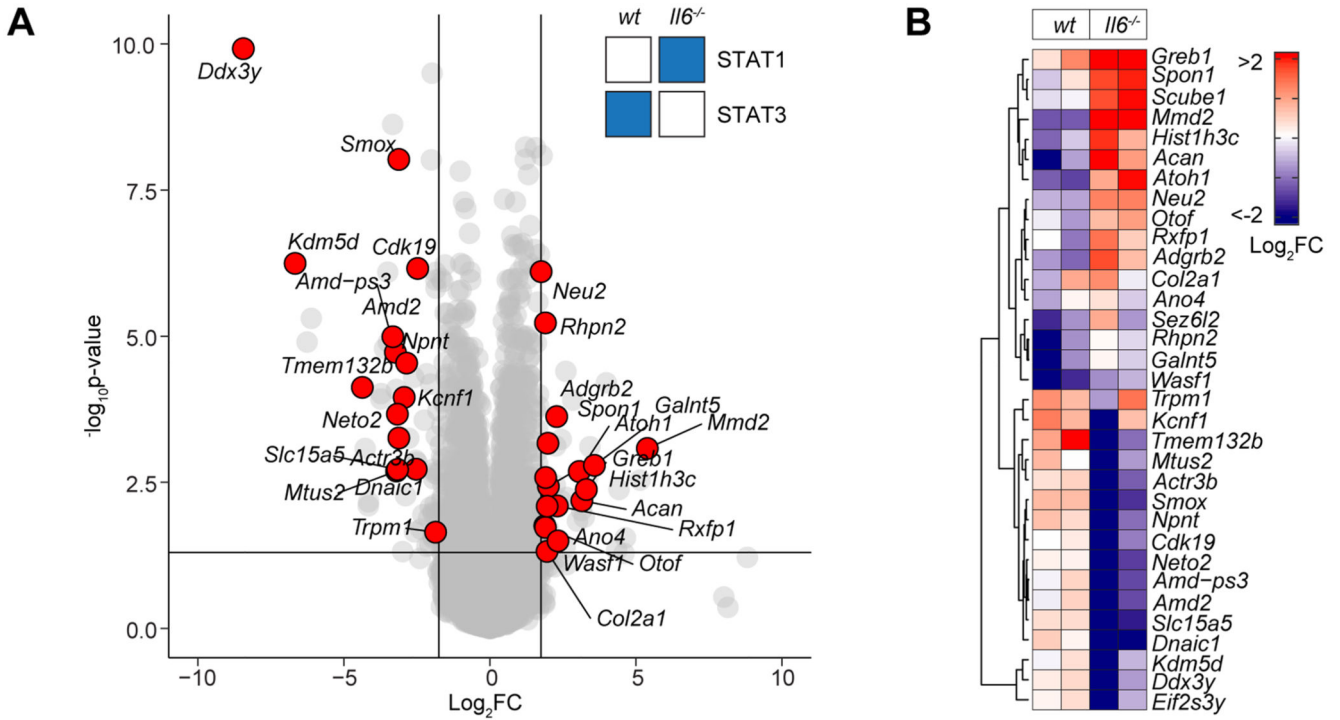 A
wt Il6-/-
STAT1
STAT3
10.0
7.5
5.0
2.5
0.0
-log10p-value
−10
−5
0
5
10
Log2FC
Ddx3y
Smox
Kdm5d
Cdk19
Amd−ps3
Amd2
Npnt
Tmem132b
Kcnf1
Neto2
Slc15a5
Actr3b
Mtus2
Dnaic1
Trpm1
Neu2
Rhpn2
Adgrb2
Spon1
Galnt5
Atoh1
Mmd2
Greb1
Hist1h3c
Acan
Rxfp1
Ano4
Wasf1
Otof
Col2a1
B
wt Il6-/-
Greb1
Spon1
Scube1
Mmd2
Hist1h3c
Acan
Atoh1
Neu2
Otof
Rxfp1
Adgrb2
Col2a1
Ano4
Sez6l2
Rhpn2
Galnt5
Wasf1
Trpm1
Kcnf1
Tmem132b
Mtus2
Actr3b
Smox
Npnt
Cdk19
Neto2
Amd−ps3
Amd2
Slc15a5
Dnaic1
Kdm5d
Ddx3y
Eif2s3y
>2
<-2
Log2FC